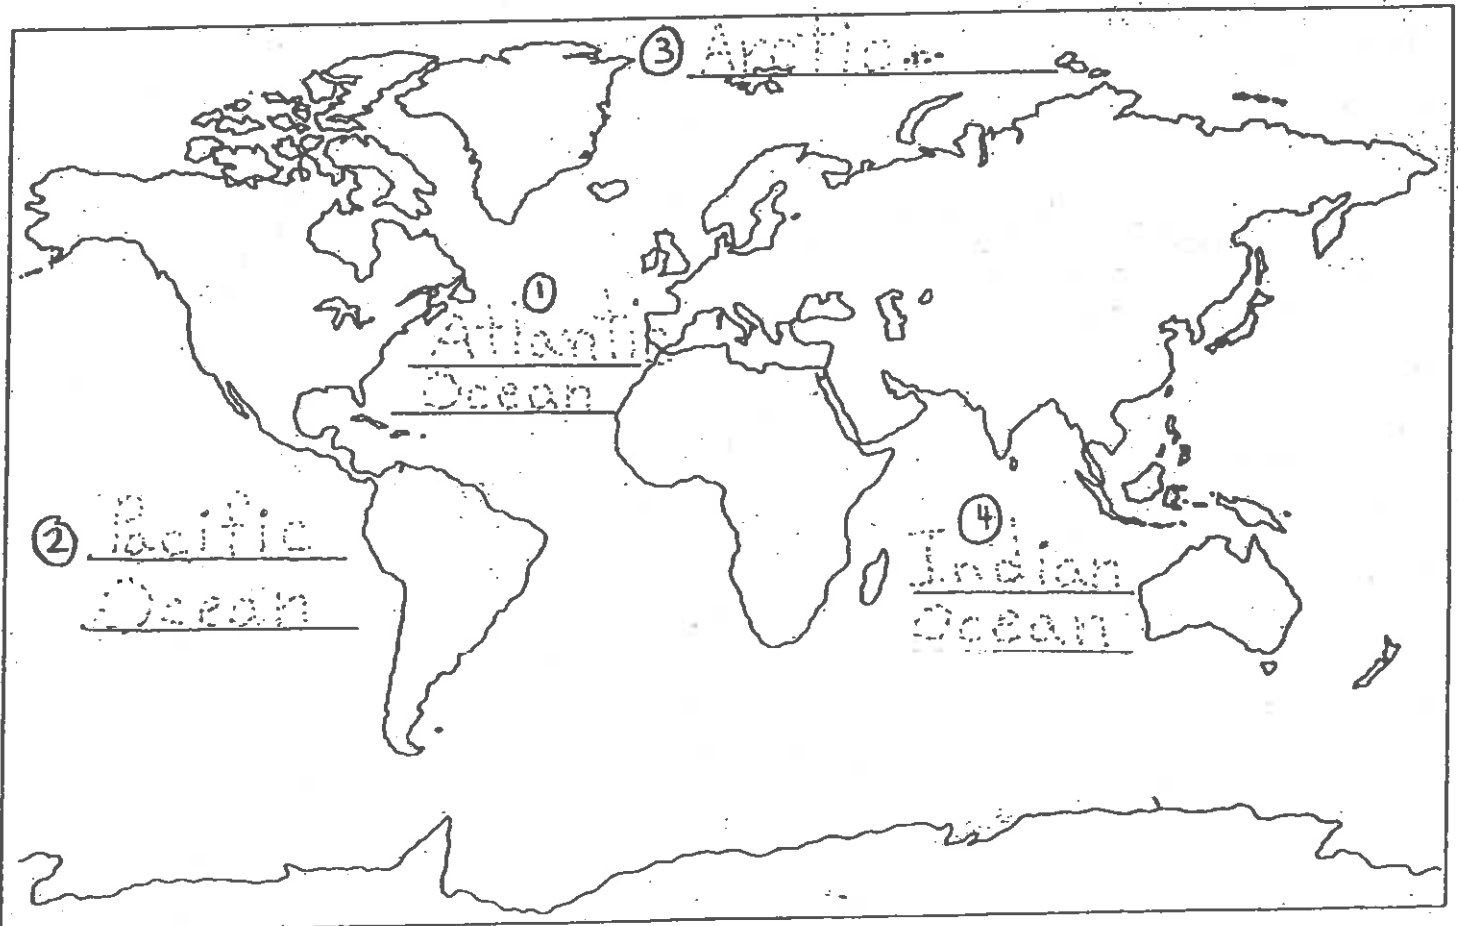 ③ Arctic
①
Atlantic
Ocean
② Pacific
Ocean
④
Indian
Ocean